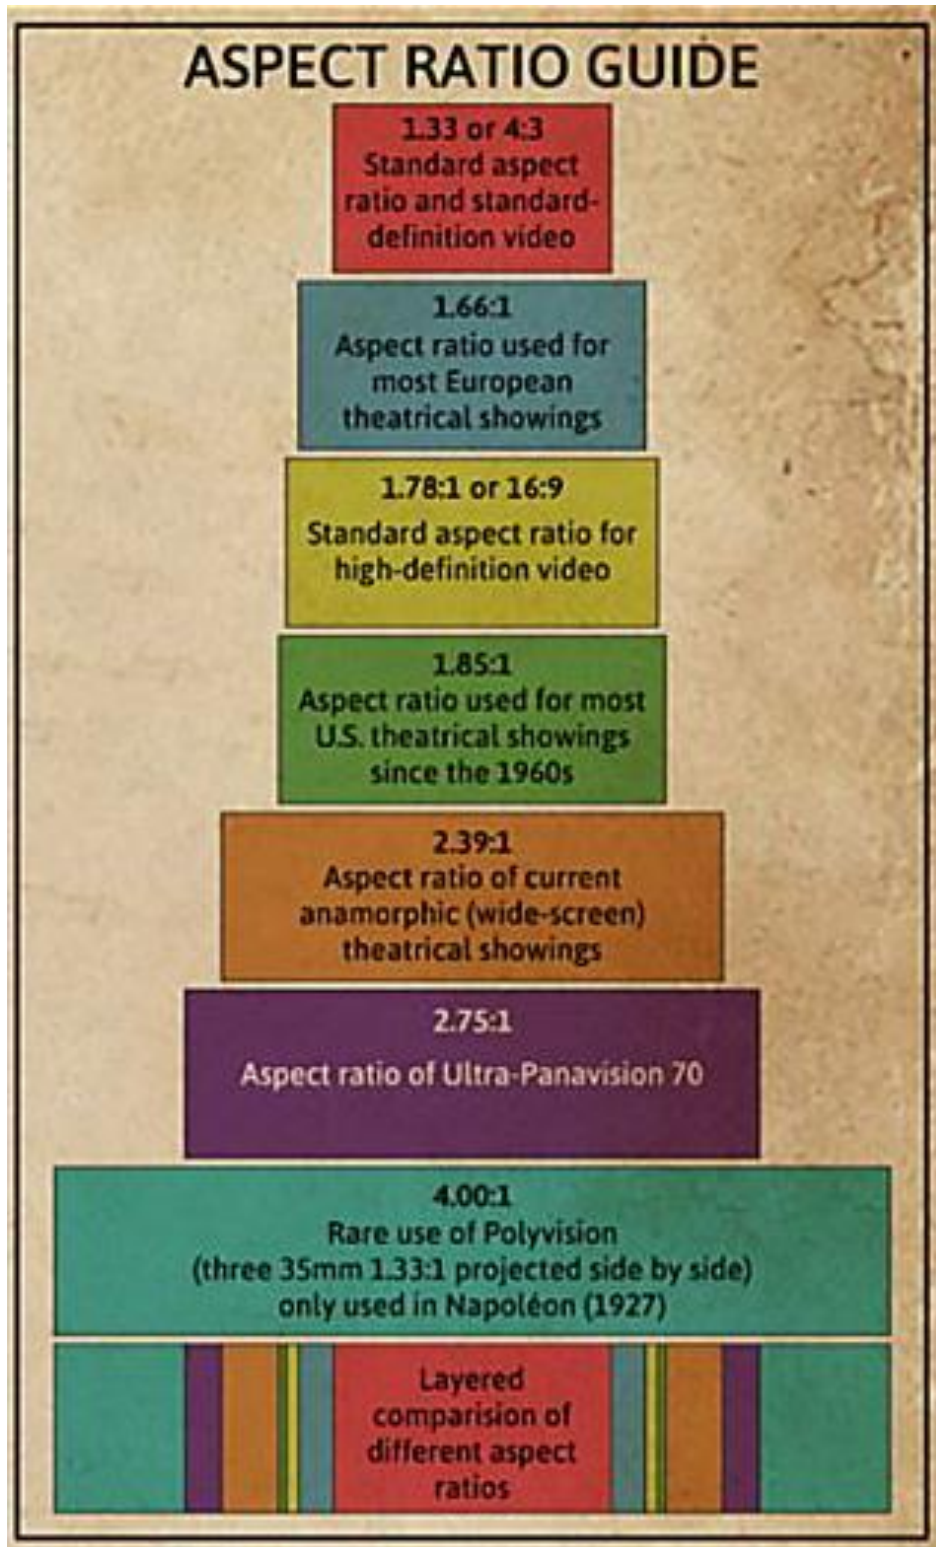 ASPECT RATIO GUIDE
1.33 or 4:3
Standard aspect
ratio and standard-
definition video
1.66:1
Aspect ratio used for
most European
theatrical showings
1.78:1 or 16:9
Standard aspect ratio for
high-definition video
1.85:1
Aspect ratio used for most
U.S. theatrical showings
since the 1960s
2.39:1
Aspect ratio of current
anamorphic (wide-screen)
theatrical showings
2.75:1
Aspect ratio of Ultra-Panavision 70
4.00:1
Rare use of Polyvision
(three 35mm 1.33:1 projected side by side)
only used in Napoléon (1927)
Layered
comparision of
different aspect
ratios